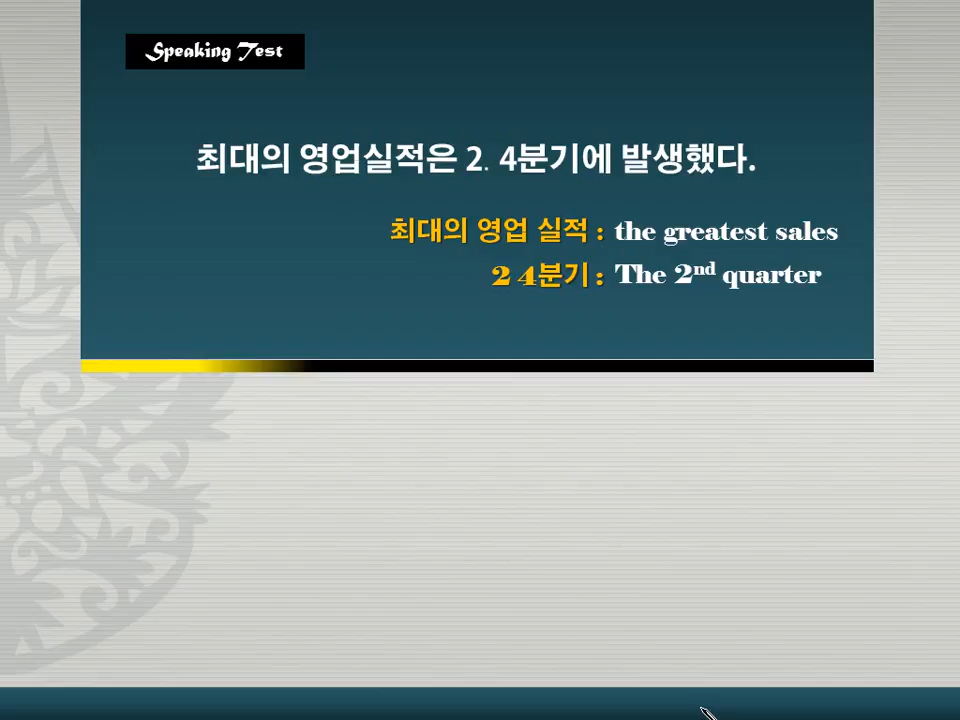 Speaking Test
최대의 영업실적은 2. 4분기에 발생했다.
최대의 영업 실적 : the greatest sales
2 4분기 : The 2nd quarter